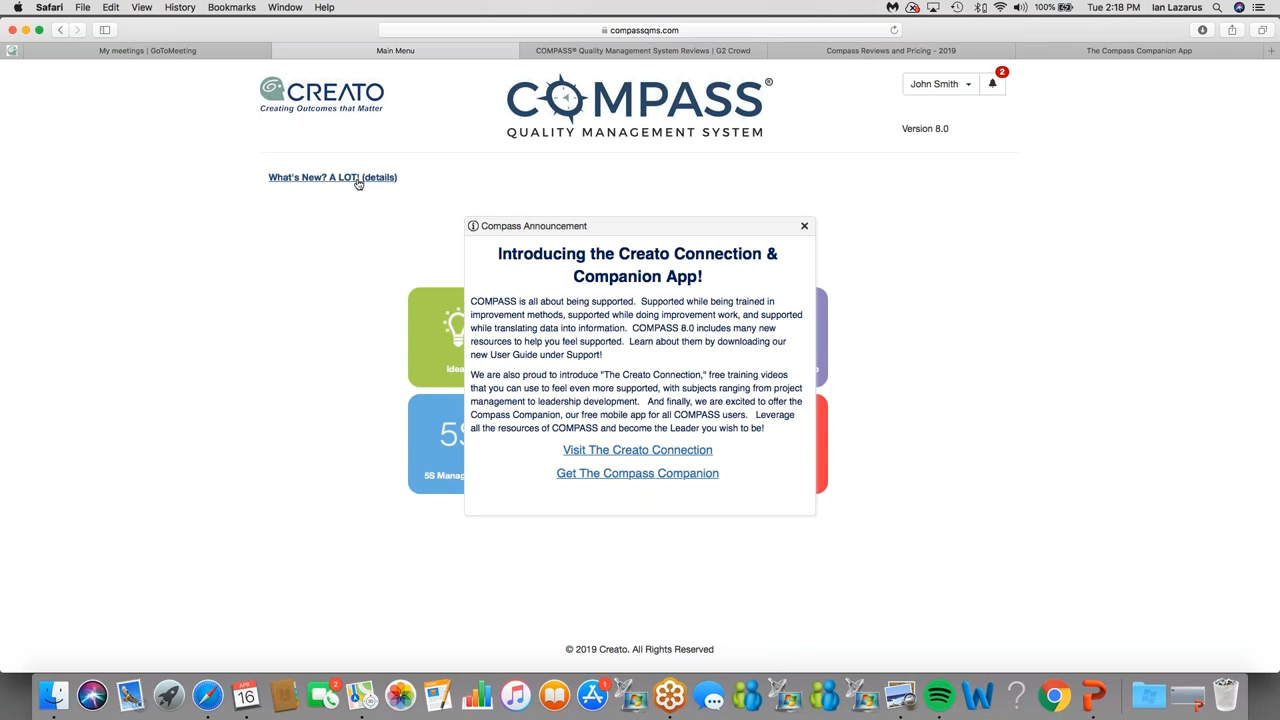 Safari File Edit View History Bookmarks Window Help 100% Tue 2:18 PM Ian Lazarus
compassqms.com
My meetings | GoToMeeting Main Menu COMPASS® Quality Management System Reviews | G2 Crowd Compass Reviews and Pricing - 2019 The Compass Companion App
CREATO
Creating Outcomes that Matter
COMPASS®
QUALITY MANAGEMENT SYSTEM
John Smith
2
Version 8.0
What's New? A LOT! (details)
Compass Announcement
Introducing the Creato Connection &
Companion App!
COMPASS is all about being supported. Supported while being trained in
improvement methods, supported while doing improvement work, and supported
while translating data into information. COMPASS 8.0 includes many new
resources to help you feel supported. Learn about them by downloading our
new User Guide under Support!
We are also proud to introduce "The Creato Connection," free training videos
that you can use to feel even more supported, with subjects ranging from project
management to leadership development. And finally, we are excited to offer the
Compass Companion, our free mobile app for all COMPASS users. Leverage
all the resources of COMPASS and become the Leader you wish to be!
Visit The Creato Connection
Get The Compass Companion
Idea
5S
5S Manag
© 2019 Creato. All Rights Reserved
APR
16
2
1